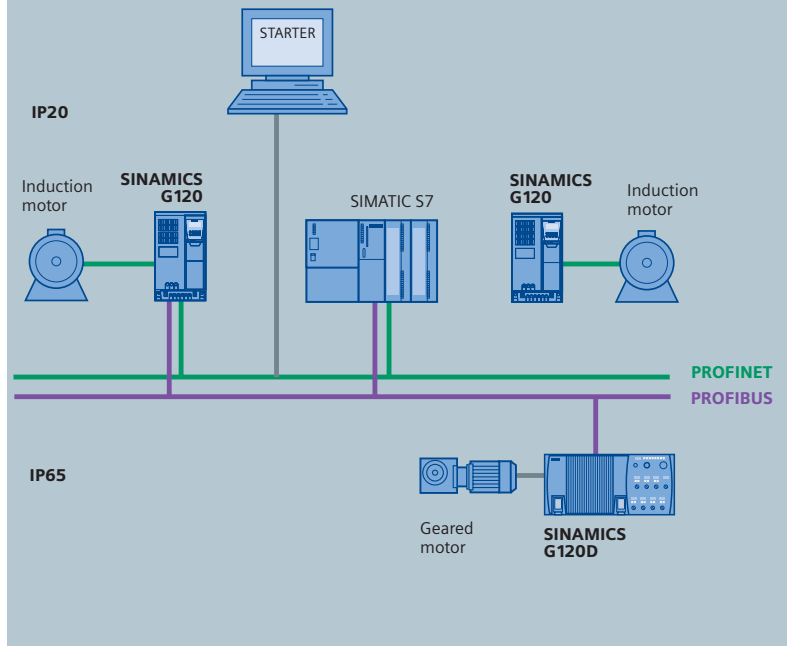 STARTER
IP20
Induction
motor
SINAMICS
G120
SIMATIC S7
SINAMICS
G120
Induction
motor
PROFINET
PROFIBUS
IP65
Geared
motor
SINAMICS
G120D